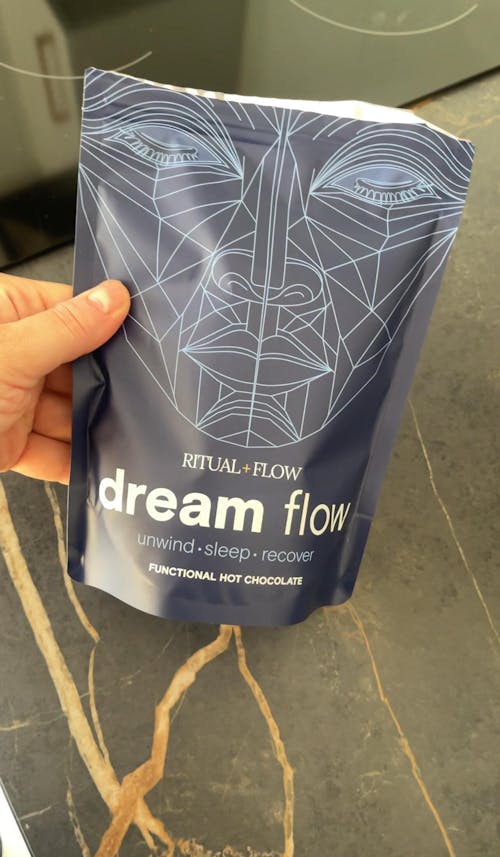 RITUAL+FLOW
dream flow
unwind • sleep • recover
FUNCTIONAL HOT CHOCOLATE